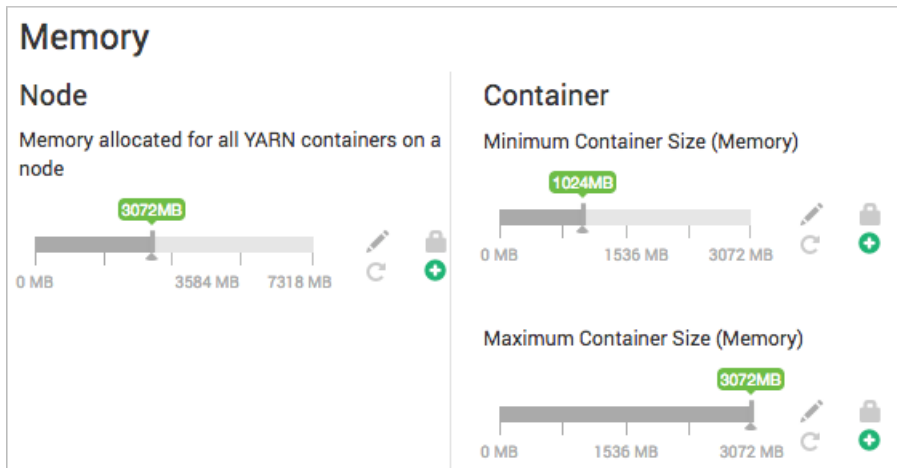 Memory
Node
Memory allocated for all YARN containers on a
node
3072MB
0 MB
3584 MB
7318 MB
Container
Minimum Container Size (Memory)
1024MB
0 MB
1536 MB
3072 MB
Maximum Container Size (Memory)
3072MB
0 MB
1536 MB
3072 MB